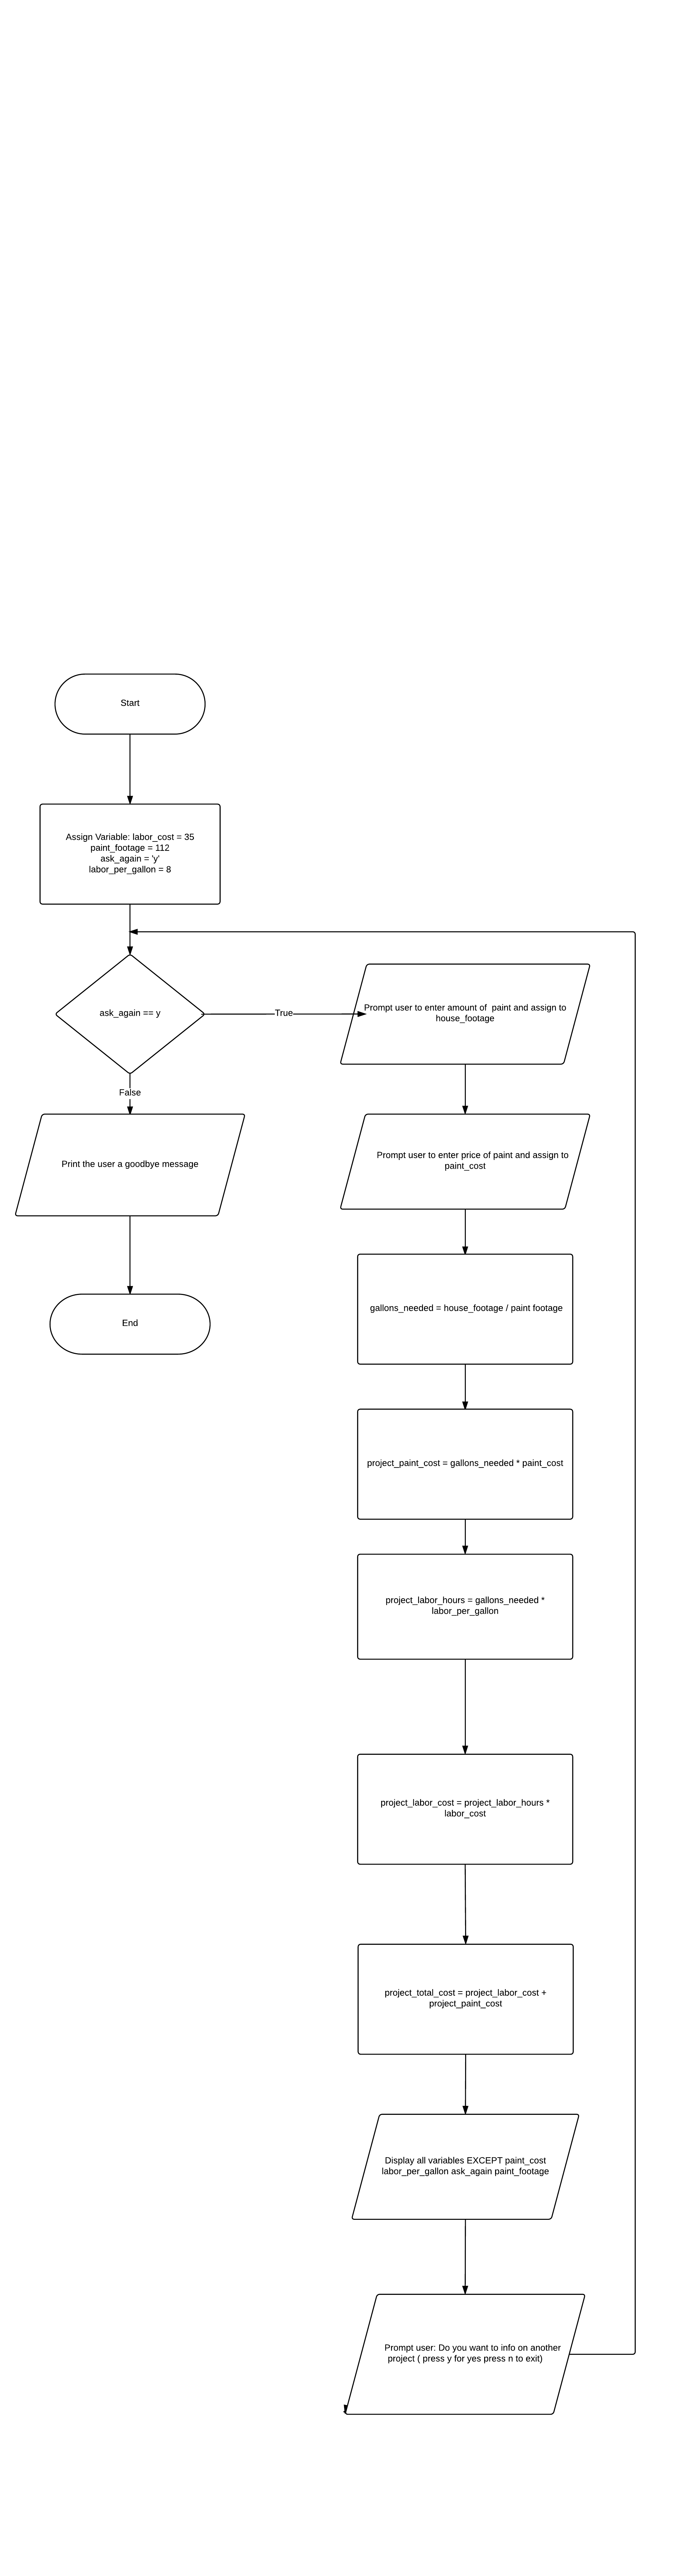 Start
Assign Variable: labor_cost = 35
paint_footage = 112
ask_again = 'y'
labor_per_gallon = 8
ask_again == y
True
Prompt user to enter amount of  paint and assign to
house_footage
False
Print the user a goodbye message
Prompt user to enter price of paint and assign to
paint_cost
End
gallons_needed = house_footage / paint footage
project_paint_cost = gallons_needed * paint_cost
project_labor_hours = gallons_needed *
labor_per_gallon
project_labor_cost = project_labor_hours *
labor_cost
project_total_cost = project_labor_cost +
project_paint_cost
Display all variables EXCEPT paint_cost
labor_per_gallon ask_again paint_footage
Prompt user: Do you want to info on another
project ( press y for yes press n to exit)